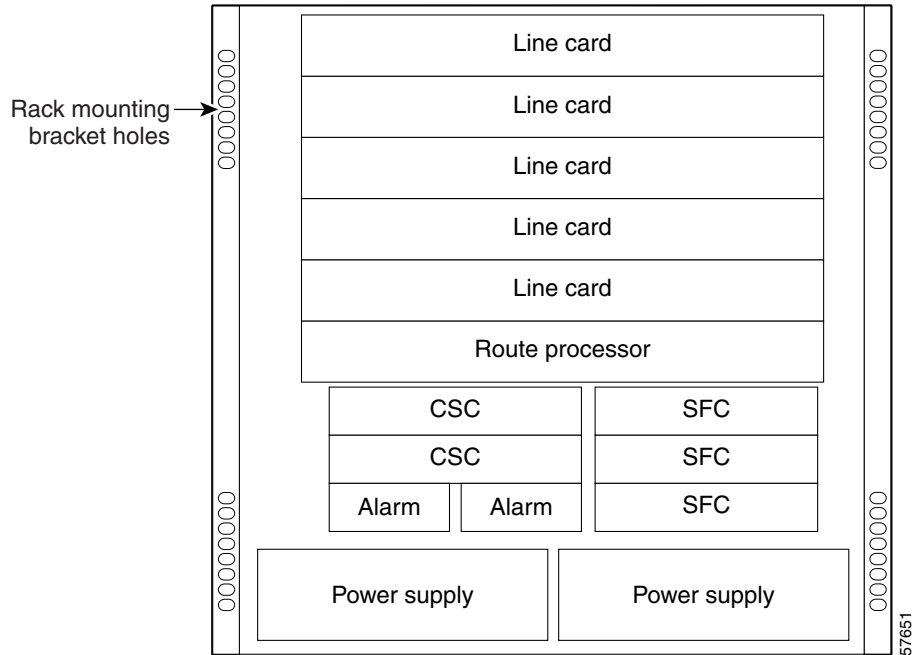 Line card
Line card
Rack mounting
bracket holes
Line card
Line card
Line card
Route processor
CSC
SFC
CSC
SFC
Alarm
Alarm
SFC
Power supply
Power supply
57651